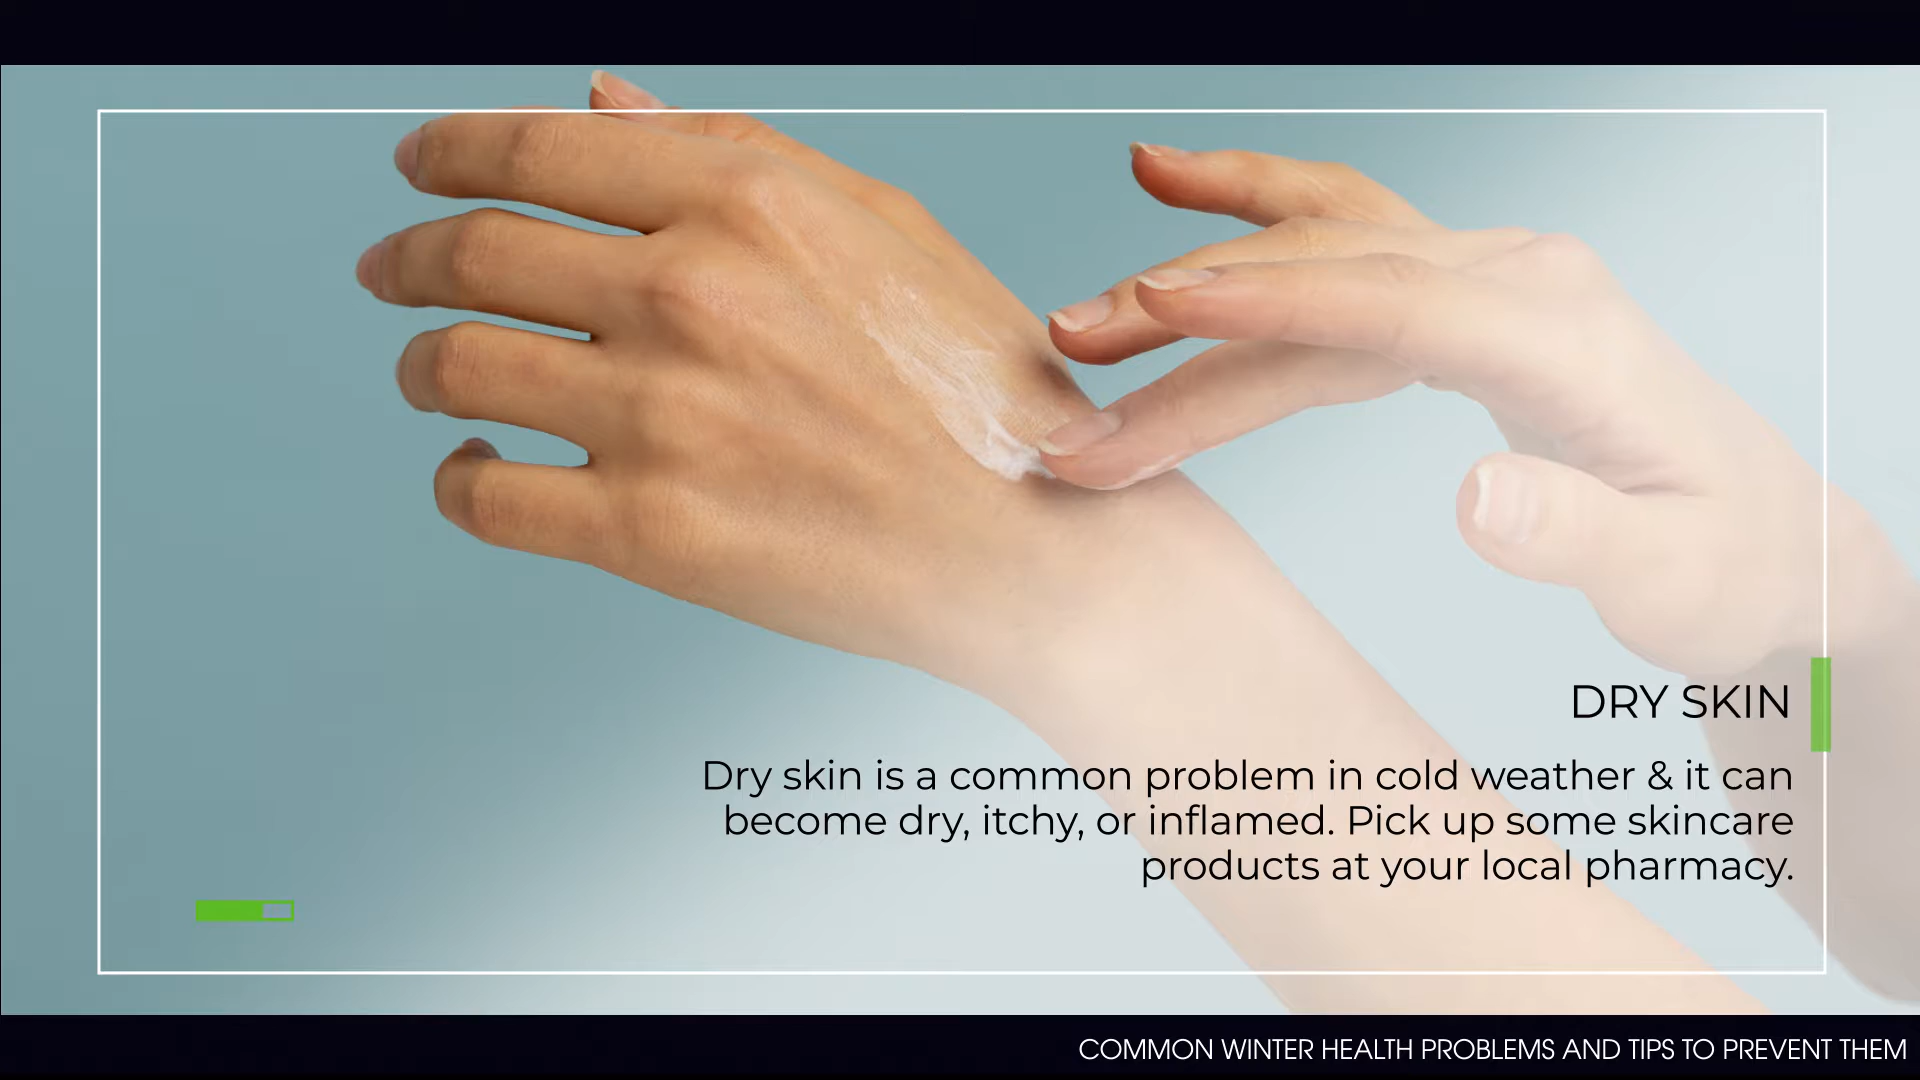 DRY SKIN
Dry skin is a common problem in cold weather & it can
become dry, itchy, or inflamed. Pick up some skincare
products at your local pharmacy.
COMMON WINTER HEALTH PROBLEMS AND TIPS TO PREVENT THEM